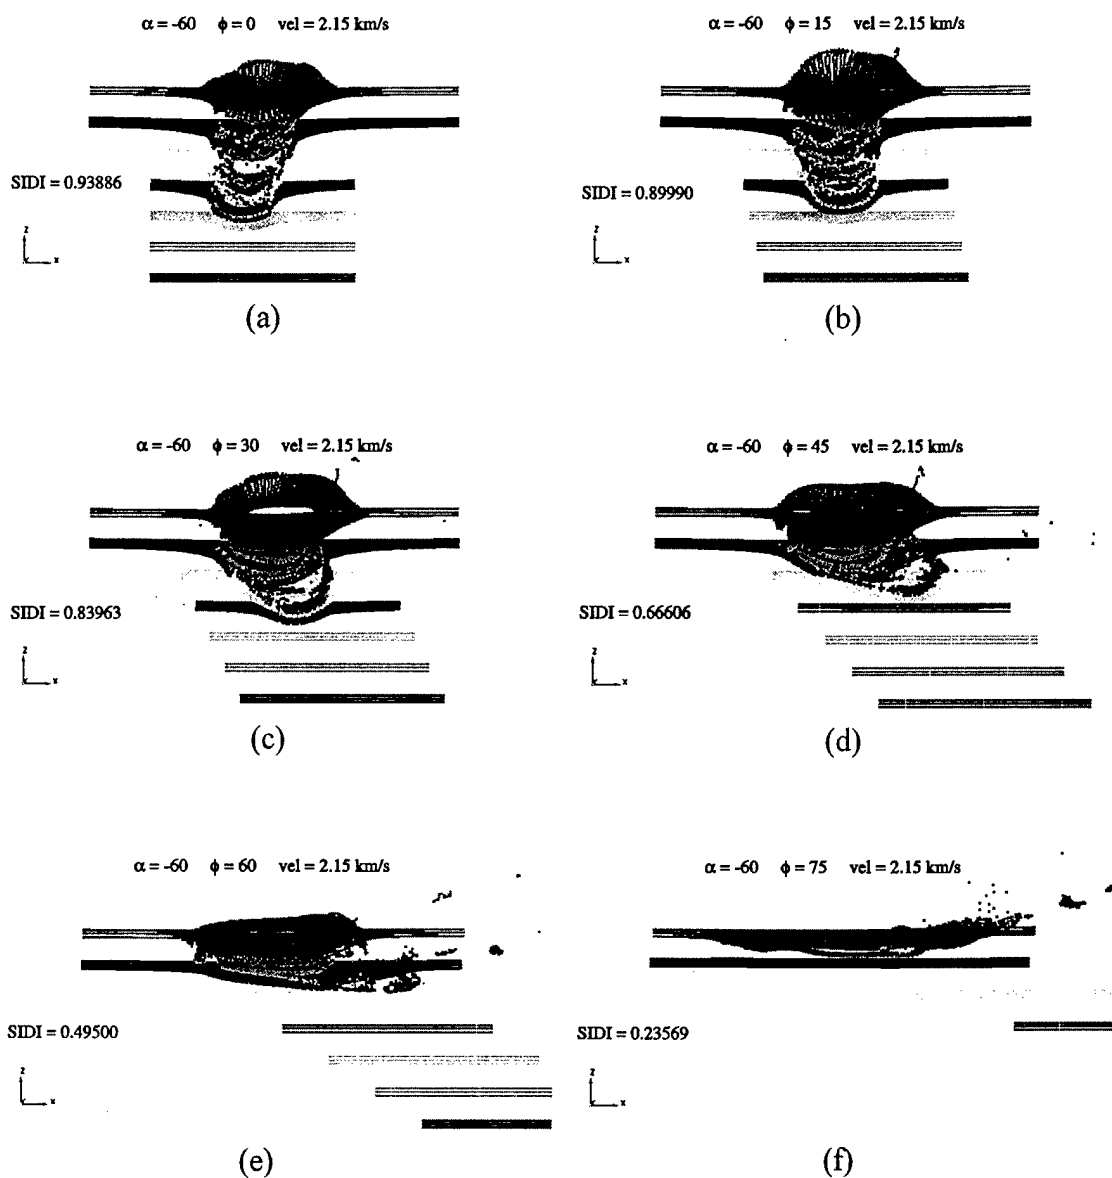 α = -60 ϕ = 0 vel = 2.15 km/s
SIDI = 0.93886
z
x
(a)
α = -60 ϕ = 15 vel = 2.15 km/s
SIDI = 0.89990
z
x
(b)
α = -60 ϕ = 30 vel = 2.15 km/s
SIDI = 0.83963
z
x
(c)
α = -60 ϕ = 45 vel = 2.15 km/s
SIDI = 0.66606
z
x
(d)
α = -60 ϕ = 60 vel = 2.15 km/s
SIDI = 0.49500
z
x
(e)
α = -60 ϕ = 75 vel = 2.15 km/s
SIDI = 0.23569
z
x
(f)